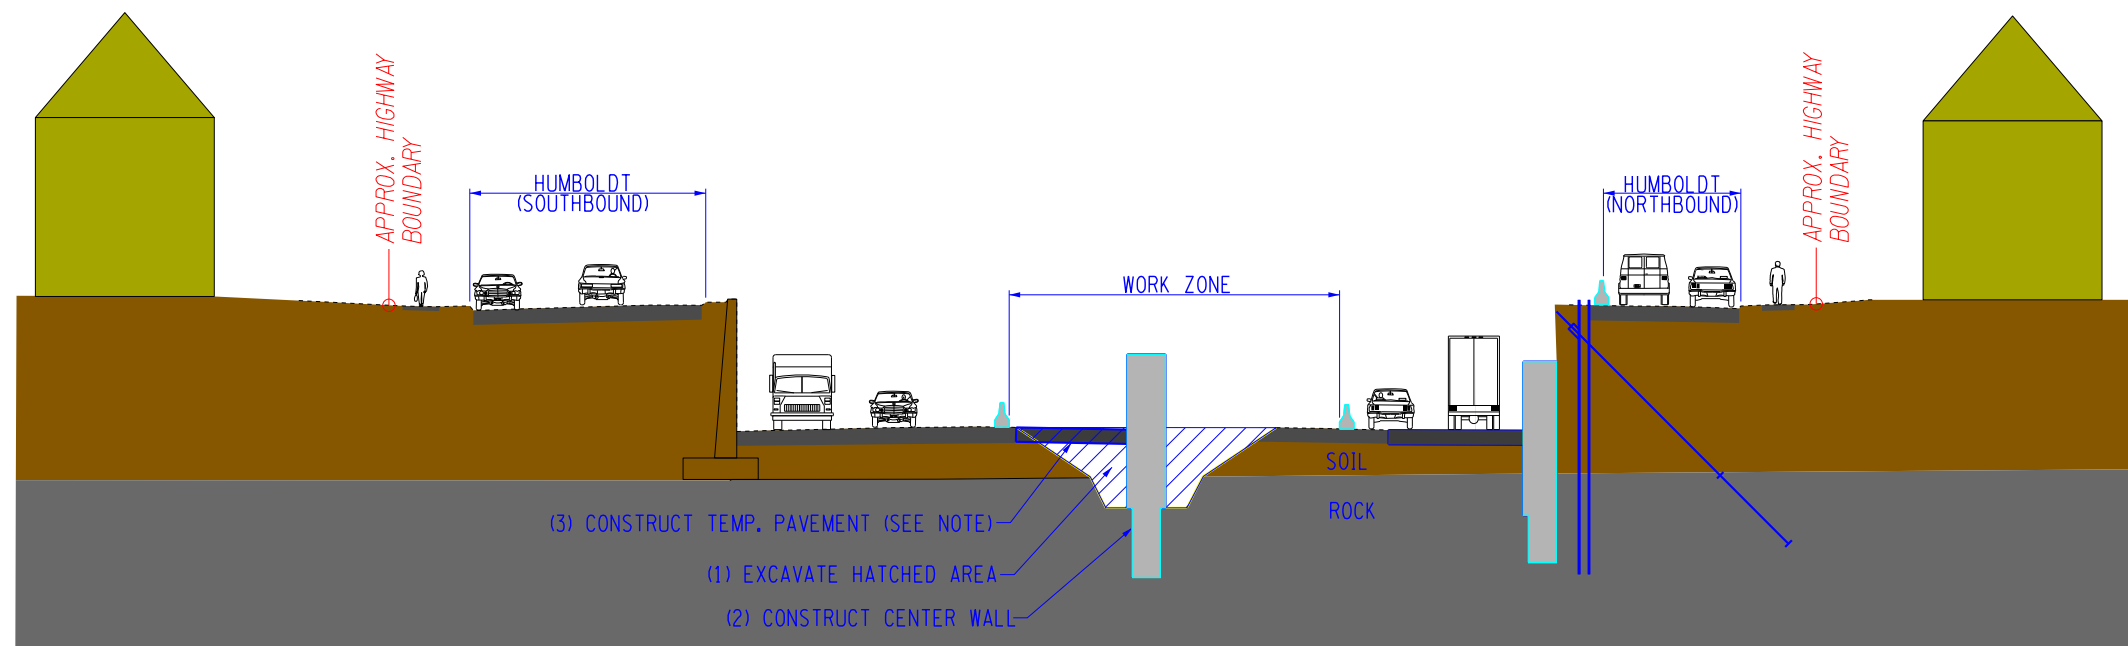 APPROX. HIGHWAY
BOUNDARY
HUMBOLDT
(SOUTHBOUND)
WORK ZONE
HUMBOLDT
(NORTHBOUND)
APPROX. HIGHWAY
BOUNDARY
SOIL
ROCK
(3) CONSTRUCT TEMP. PAVEMENT (SEE NOTE)
(1) EXCAVATE HATCHED AREA
(2) CONSTRUCT CENTER WALL